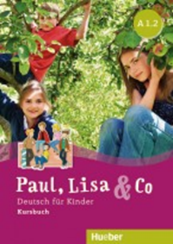 A1.2
Paul, Lisa & Co
Deutsch für Kinder
Kursbuch
Hueber